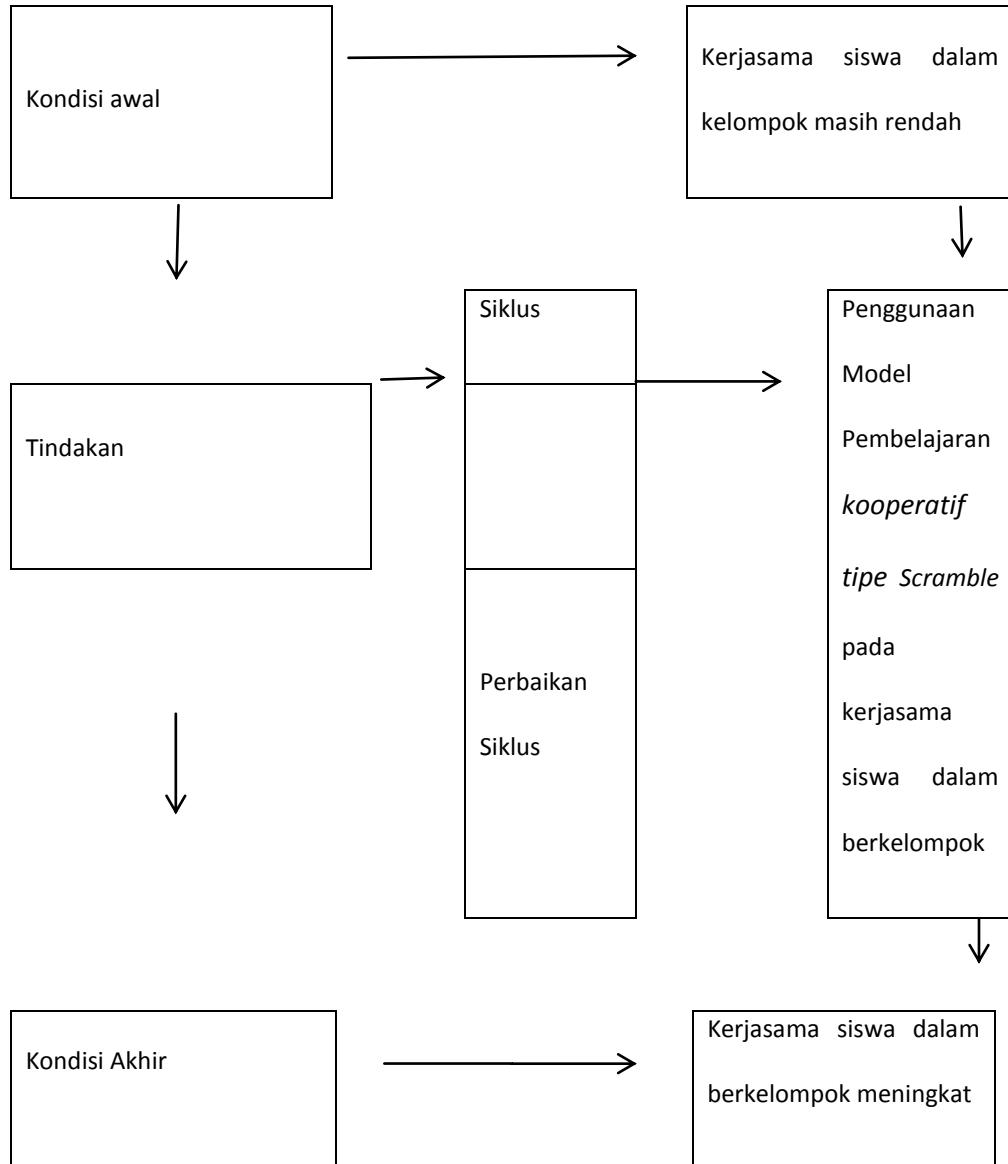 Kondisi awal
Kerjasama siswa dalam
kelompok masih rendah
Tindakan
Siklus
Perbaikan
Siklus
Penggunaan
Model
Pembelajaran
kooperatif
tipe Scramble
pada
kerjasama
siswa dalam
berkelompok
Kondisi Akhir
Kerjasama siswa dalam
berkelompok meningkat